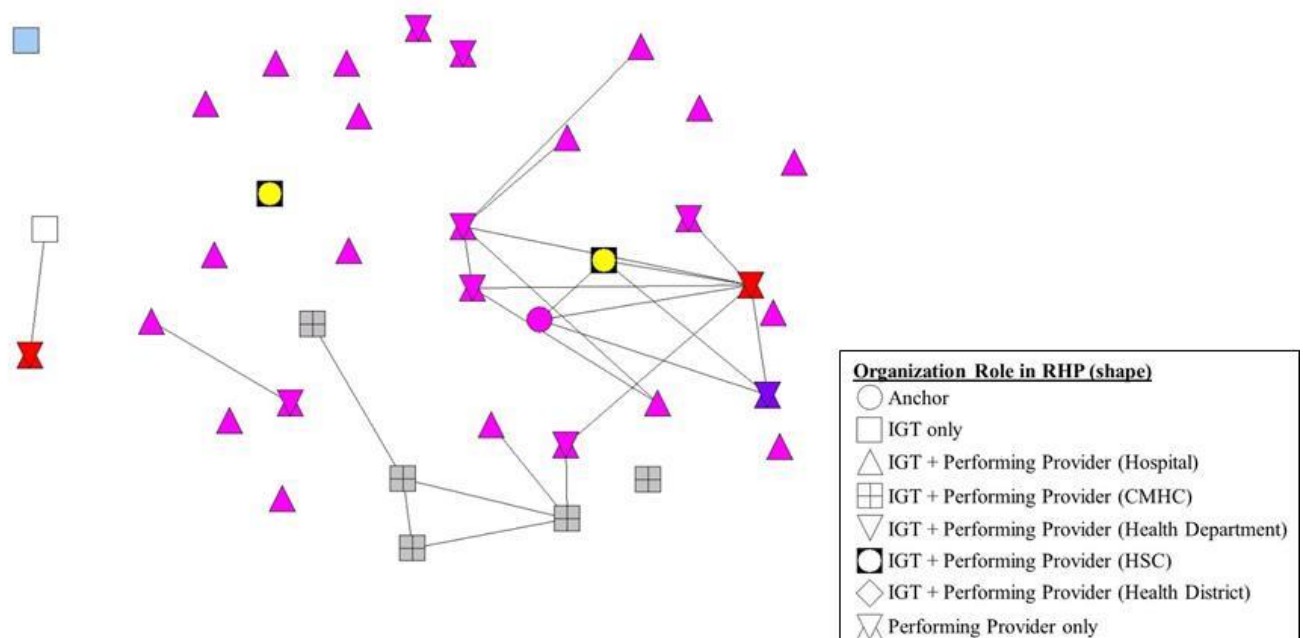 Organization Role in RHP (shape)
Anchor
IGT only
IGT + Performing Provider (Hospital)
IGT + Performing Provider (CMHC)
IGT + Performing Provider (Health Department)
IGT + Performing Provider (HSC)
IGT + Performing Provider (Health District)
Performing Provider only